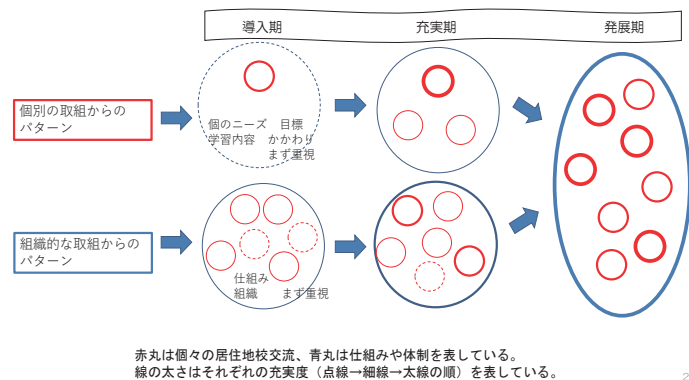 導入期
充実期
発展期
個別の取組からの
パターン
個のニーズ 目標
学習内容 かかわり
まず重視
組織的な取組からの
パターン
仕組み
組織 まず重視
赤丸は個々の居住地校交流、青丸は仕組みや体制を表している。
線の太さはそれぞれの充実度（点線→細線→太線の順）を表している。
2